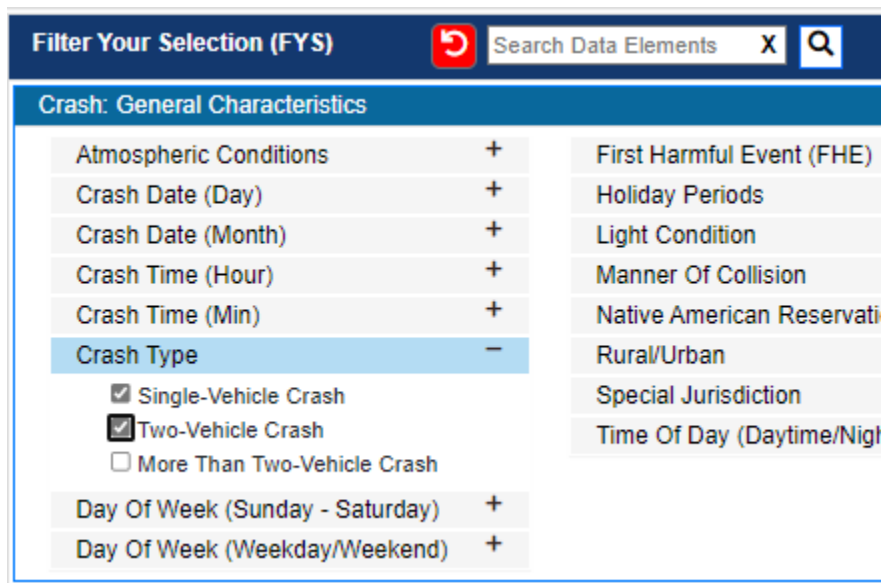 Filter Your Selection (FYS)
Search Data Elements X
Crash: General Characteristics
Atmospheric Conditions +
Crash Date (Day) +
Crash Date (Month) +
Crash Time (Hour) +
Crash Time (Min) +
Crash Type −
Single-Vehicle Crash
Two-Vehicle Crash
More Than Two-Vehicle Crash
Day Of Week (Sunday - Saturday) +
Day Of Week (Weekday/Weekend) +
First Harmful Event (FHE)
Holiday Periods
Light Condition
Manner Of Collision
Native American Reservati
Rural/Urban
Special Jurisdiction
Time Of Day (Daytime/Nigh